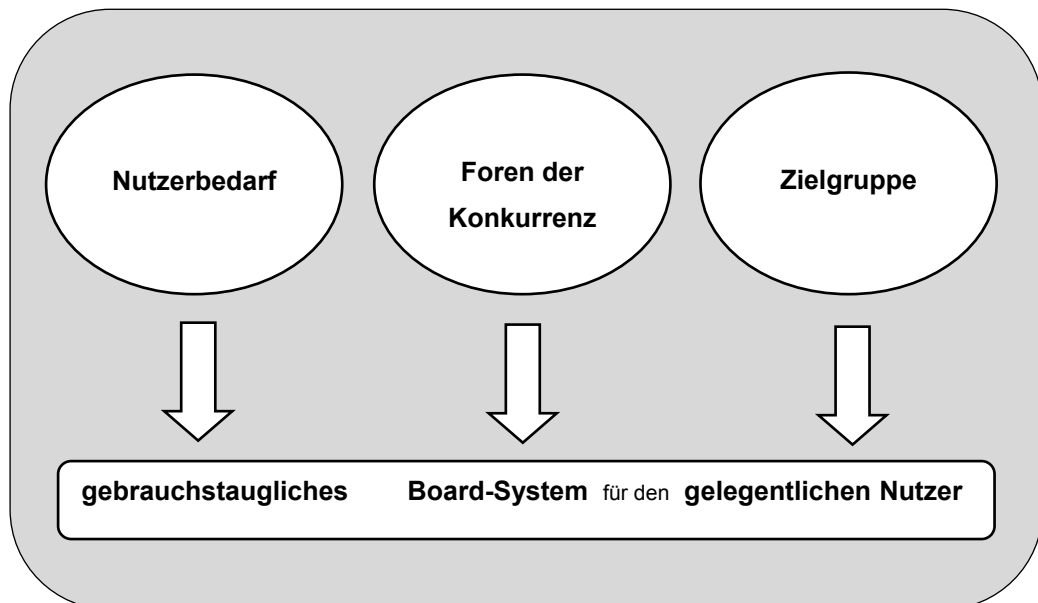 Nutzerbedarf
Foren der
Konkurrenz
Zielgruppe
gebrauchstaugliches Board-System für den gelegentlichen Nutzer